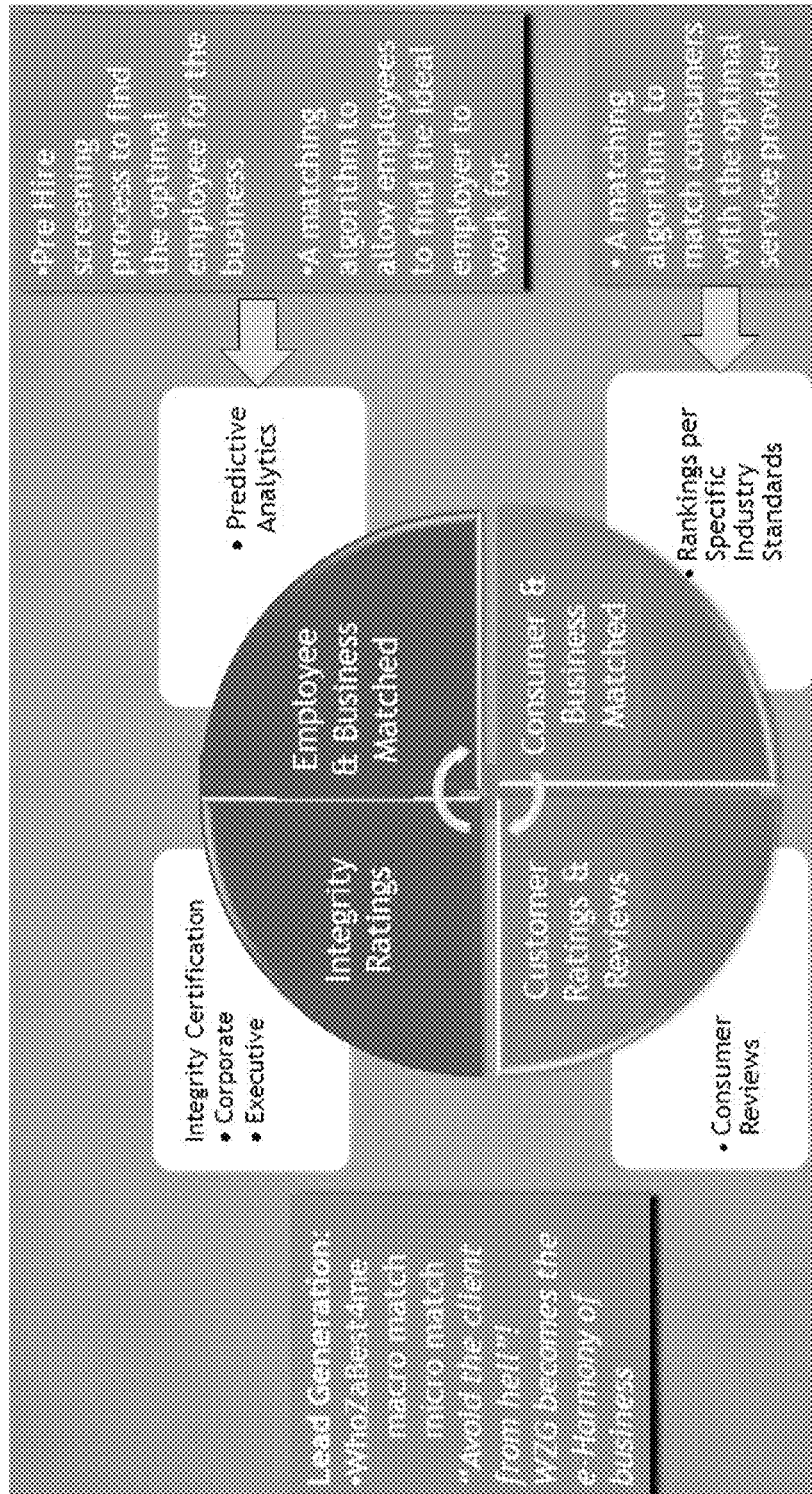 Lead Generation:
•WhoZaBest4me
macro match
micro match
"Avoid the client
from hell"!
WZG becomes the
e-Harmony of
business
Integrity Certification
• Corporate
• Executive
• Predictive
Analytics
Integrity
Ratings
Employee
& Business
Matched
Customer
Ratings &
Reviews
Consumer &
Business
Matched
• Consumer
Reviews
• Rankings per
Specific
Industry
Standards
•Pre Hire
screening
process to find
the optimal
employee for the
business
•A matching
algorithm to
allow employees
to find the ideal
employer to
work for
• A matching
algorithm to
match consumers
with the optimal
service provider